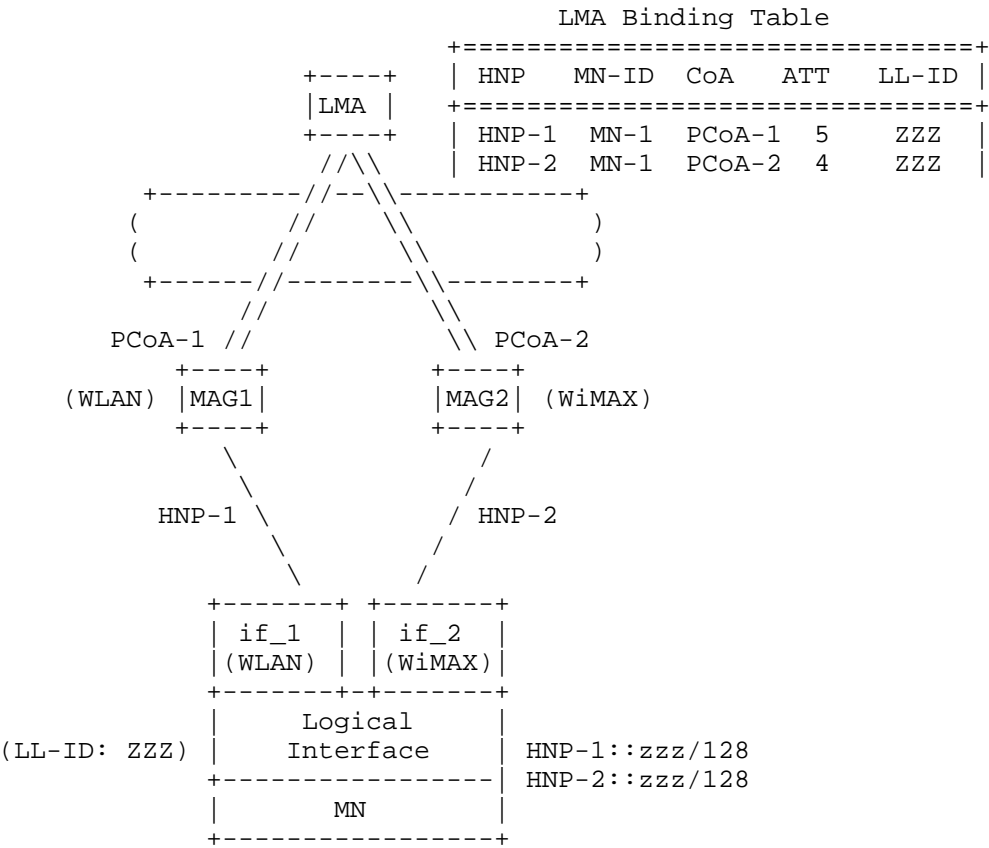 LMA Binding Table
HNP MN-ID CoA ATT LL-ID
LMA
HNP-1 MN-1 PCoA-1 5 ZZZ
HNP-2 MN-1 PCoA-2 4 ZZZ
PCoA-1 PCoA-2
(WLAN) MAG1 MAG2 (WiMAX)
HNP-1 HNP-2
if_1 if_2
(WLAN) (WiMAX)
Logical
(LL-ID: ZZZ) Interface HNP-1::zzz/128
HNP-2::zzz/128
MN